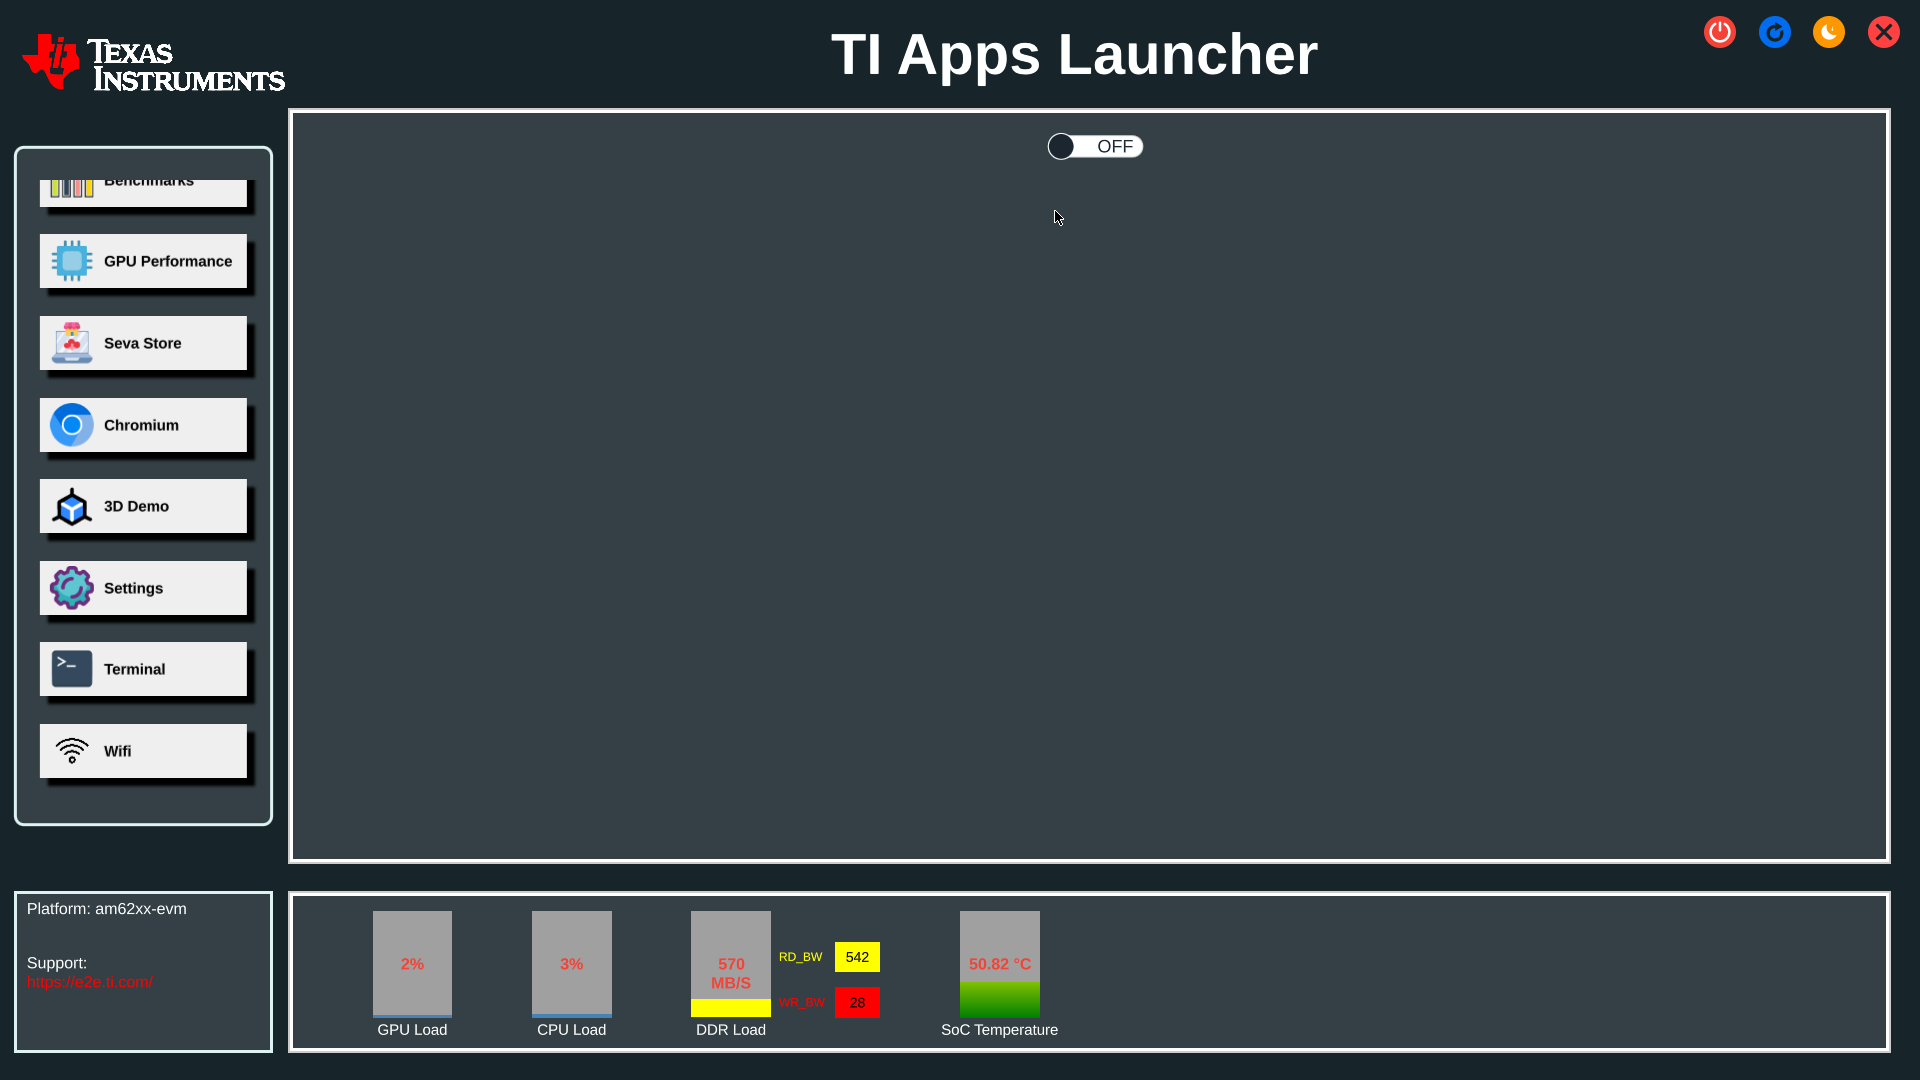 TEXAS
INSTRUMENTS
TI Apps Launcher
OFF
Benchmarks
GPU Performance
Seva Store
Chromium
3D Demo
Settings
>_
Terminal
Wifi
Platform: am62xx-evm
Support:
https://e2e.ti.com/
2%
GPU Load
3%
CPU Load
570
MB/S
DDR Load
RD_BW 542
WR_BW 28
50.82 °C
SoC Temperature